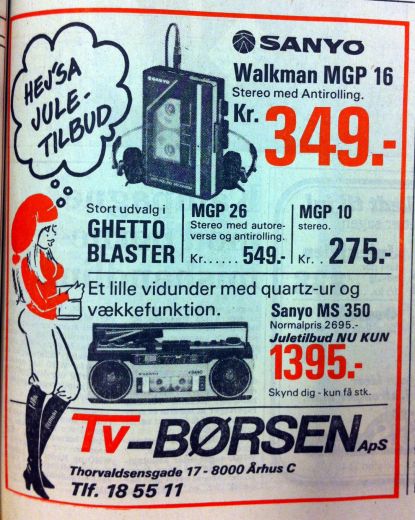 HEJ'SA
JULE-
TILBUD
SANYO
Walkman MGP 16
Stereo med Antirolling.
Kr. 349.-
SANYO
Stort udvalg i
GHETTO
BLASTER
MGP 26
Stereo med autore-
verse og antirolling.
Kr...... 549.-
MGP 10
stereo.
Kr. . 275.-
Et lille vidunder med quartz-ur og
vækkefunktion.
Sanyo MS 350
Normalpris 2695.-
Juletilbud NU KUN
1395.-
Skynd dig - kun få stk.
TV-BØRSEN ApS
Thorvaldsensgade 17 - 8000 Århus C
Tlf. 18 55 11